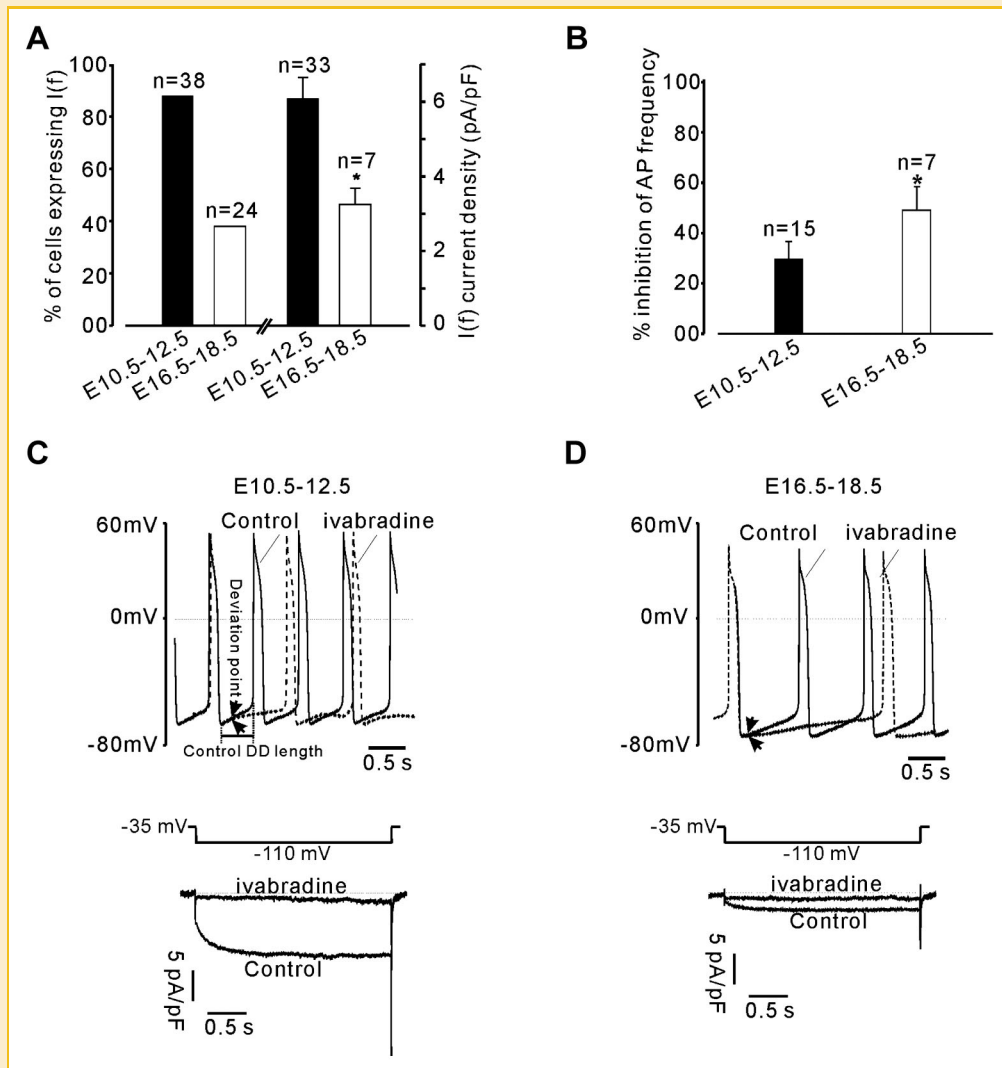 A
% of cells expressing I(f)
100
80
60
40
20
00
n=38
n=24
n=33
n=7
*
6
4
2
0
I(f) current density (pA/pF)
E10.5-12.5
E16.5-18.5
E10.5-12.5
E16.5-18.5
B
% inhibition of AP frequency
100
80
60
40
20
00
n=15
n=7
*
E10.5-12.5
E16.5-18.5
C
E10.5-12.5
60mV
0mV
-80mV
Control
ivabradine
Deviation point
Control DD length
0.5 s
-35 mV
-110 mV
ivabradine
Control
5 pA/pF
0.5 s
D
E16.5-18.5
60mV
0mV
-80mV
Control
ivabradine
0.5 s
-35 mV
-110 mV
ivabradine
Control
5 pA/pF
0.5 s